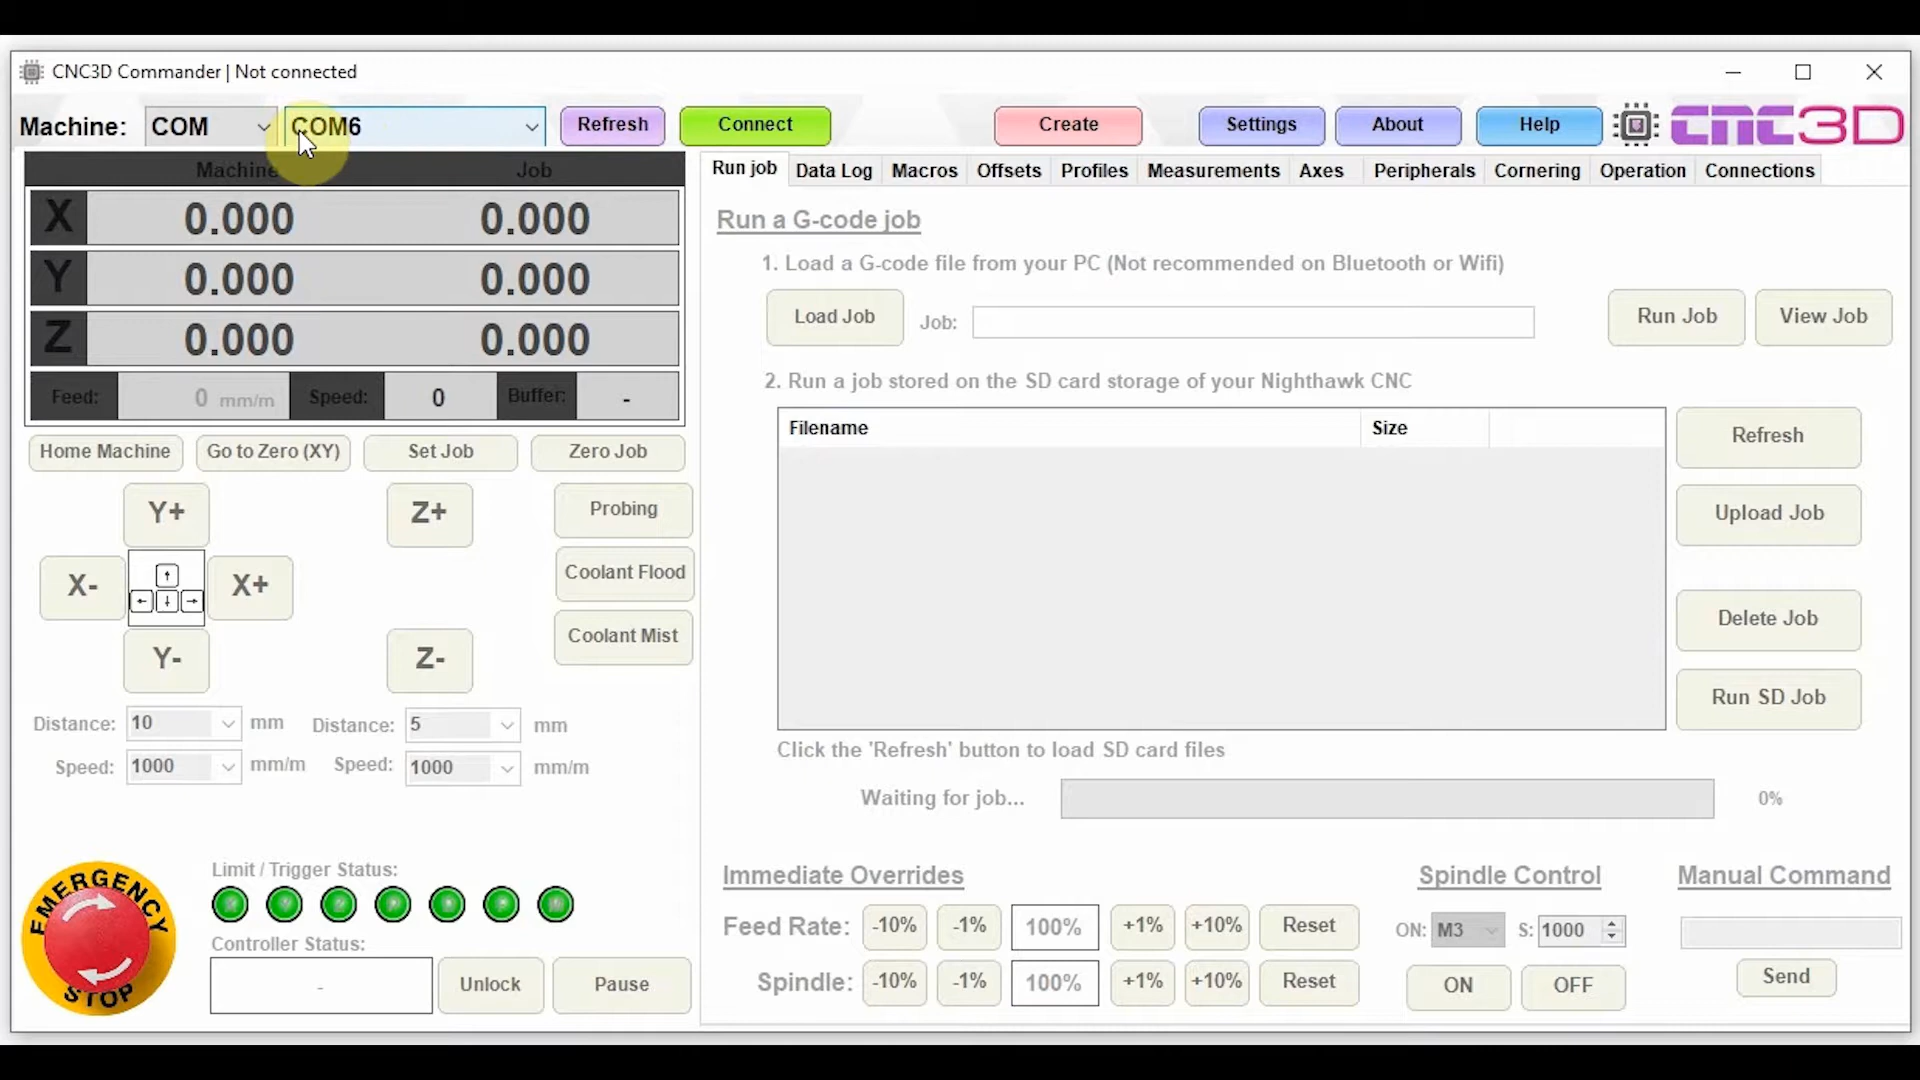 CNC3D Commander | Not connected
Machine: COM COM6 Refresh Connect Create Settings About Help CNC3D
Machine Job
X 0.000 0.000
Y 0.000 0.000
Z 0.000 0.000
Feed: 0 mm/m Speed: 0 Buffer: -
Home Machine Go to Zero (XY) Set Job Zero Job
Y+ Z+ Probing
X- X+ Coolant Flood
Y- Z- Coolant Mist
Distance: 10 mm Distance: 5 mm
Speed: 1000 mm/m Speed: 1000 mm/m
EMERGENCY STOP
Limit / Trigger Status:
Controller Status:
- Unlock Pause
Run job Data Log Macros Offsets Profiles Measurements Axes Peripherals Cornering Operation Connections
Run a G-code job
1. Load a G-code file from your PC (Not recommended on Bluetooth or Wifi)
Load Job Job: Run Job View Job
2. Run a job stored on the SD card storage of your Nighthawk CNC
Filename Size
Refresh
Upload Job
Delete Job
Run SD Job
Click the 'Refresh' button to load SD card files
Waiting for job... 0%
Immediate Overrides
Feed Rate: -10% -1% 100% +1% +10% Reset
Spindle: -10% -1% 100% +1% +10% Reset
Spindle Control
ON: M3 S: 1000
ON OFF
Manual Command
Send